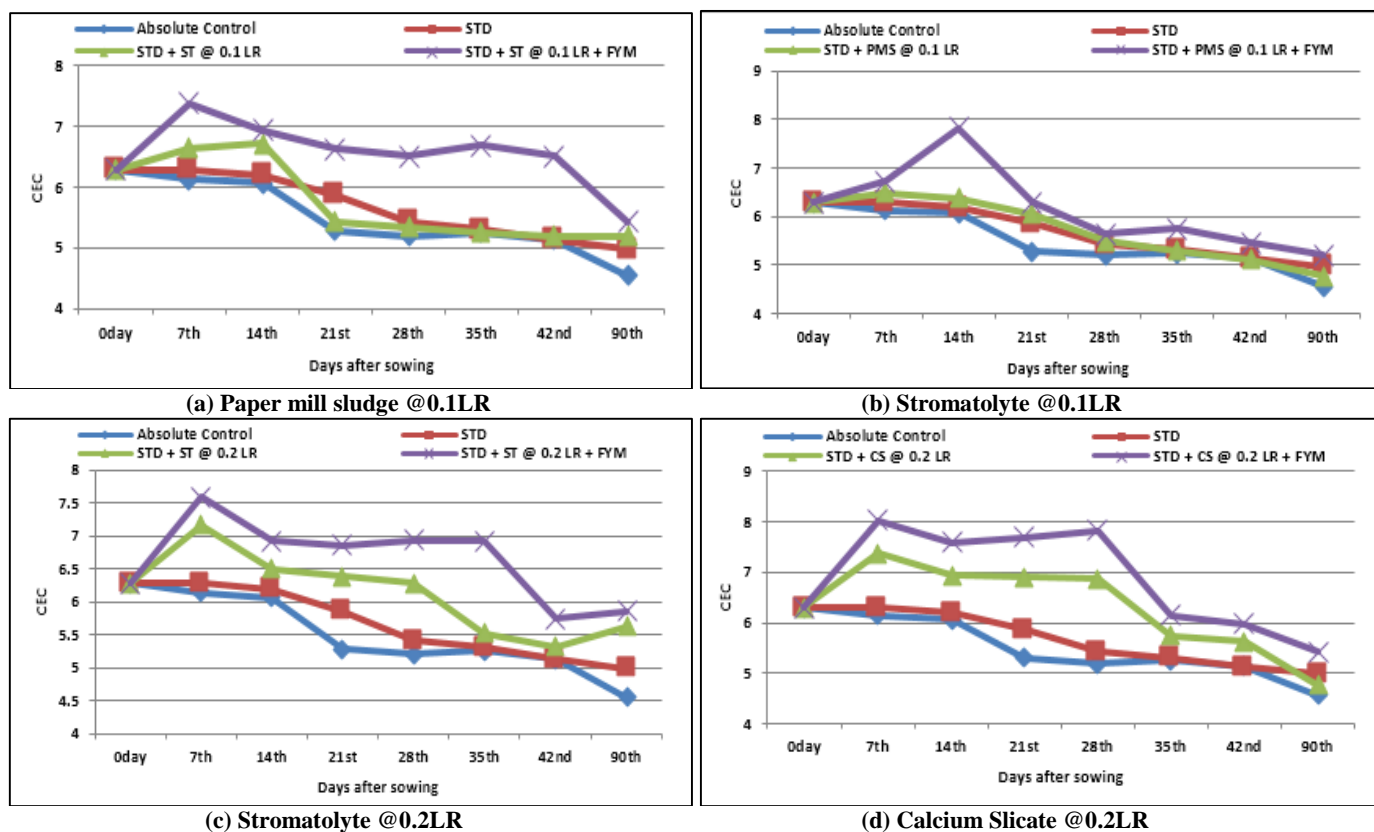 Absolute Control STD
STD + ST @ 0.1 LR STD + ST @ 0.1 LR + FYM
8
7
6
5
4
CEC
0day 7th 14th 21st 28th 35th 42nd 90th
Days after sowing
(a) Paper mill sludge @0.1LR
Absolute Control STD
STD + PMS @ 0.1 LR STD + PMS @ 0.1 LR + FYM
9
8
7
6
5
4
CEC
0day 7th 14th 21st 28th 35th 42nd 90th
Days after sowing
(b) Stromatolyte @0.1LR
Absolute Control STD
STD + ST @ 0.2 LR STD + ST @ 0.2 LR + FYM
8
7.5
7
6.5
6
5.5
5
4.5
4
CEC
0day 7th 14th 21st 28th 35th 42nd 90th
Days after sowing
(c) Stromatolyte @0.2LR
Absolute Control STD
STD + CS @ 0.2 LR STD + CS @ 0.2 LR + FYM
9
8
7
6
5
4
CEC
0day 7th 14th 21st 28th 35th 42nd 90th
Days after sowing
(d) Calcium Slicate @0.2LR